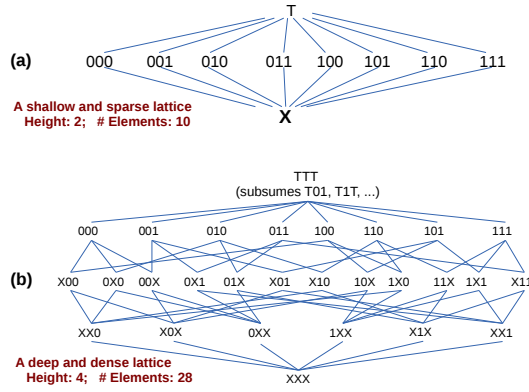 T
(a)
000 001 010 011 100 101 110 111
A shallow and sparse lattice
Height: 2; # Elements: 10
X
TTT
(subsumes T01, T1T, ...)
000 001 010 011 100 110 101 111
(b)
X00 0X0 00X 0X1 01X X01 X10 10X 1X0 11X 1X1 X11
XX0 X0X 0XX 1XX X1X XX1
A deep and dense lattice
Height: 4; # Elements: 28
XXX